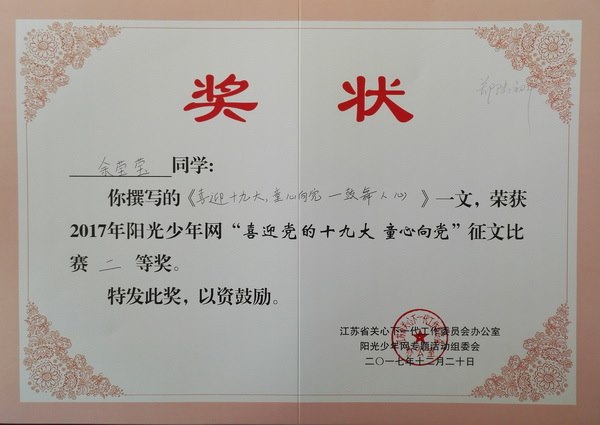 奖 状
余莹莹 同学:
你撰写的《喜迎十九大,童心向党 一鼓舞人心》一文,荣获
2017年阳光少年网“喜迎党的十九大 童心向党”征文比
赛 二 等奖。
特发此奖,以资鼓励。
江苏省关心下一代工作委员会办公室
阳光少年网专题活动组委会
二〇一七年十二月二十日